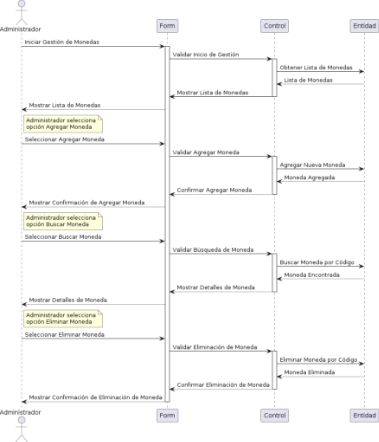 Administrador
Form
Control
Entidad
Iniciar Gestión de Monedas
Validar Inicio de Gestión
Obtener Lista de Monedas
Lista de Monedas
Mostrar Lista de Monedas
Mostrar Lista de Monedas
Administrador selecciona
opción Agregar Moneda
Seleccionar Agregar Moneda
Validar Agregar Moneda
Agregar Nueva Moneda
Moneda Agregada
Confirmar Agregar Moneda
Mostrar Confirmación de Agregar Moneda
Administrador selecciona
opción Buscar Moneda
Seleccionar Buscar Moneda
Validar Búsqueda de Moneda
Buscar Moneda por Código
Moneda Encontrada
Mostrar Detalles de Moneda
Mostrar Detalles de Moneda
Administrador selecciona
opción Eliminar Moneda
Seleccionar Eliminar Moneda
Validar Eliminación de Moneda
Eliminar Moneda por Código
Moneda Eliminada
Confirmar Eliminación de Moneda
Mostrar Confirmación de Eliminación de Moneda
Administrador
Form
Control
Entidad